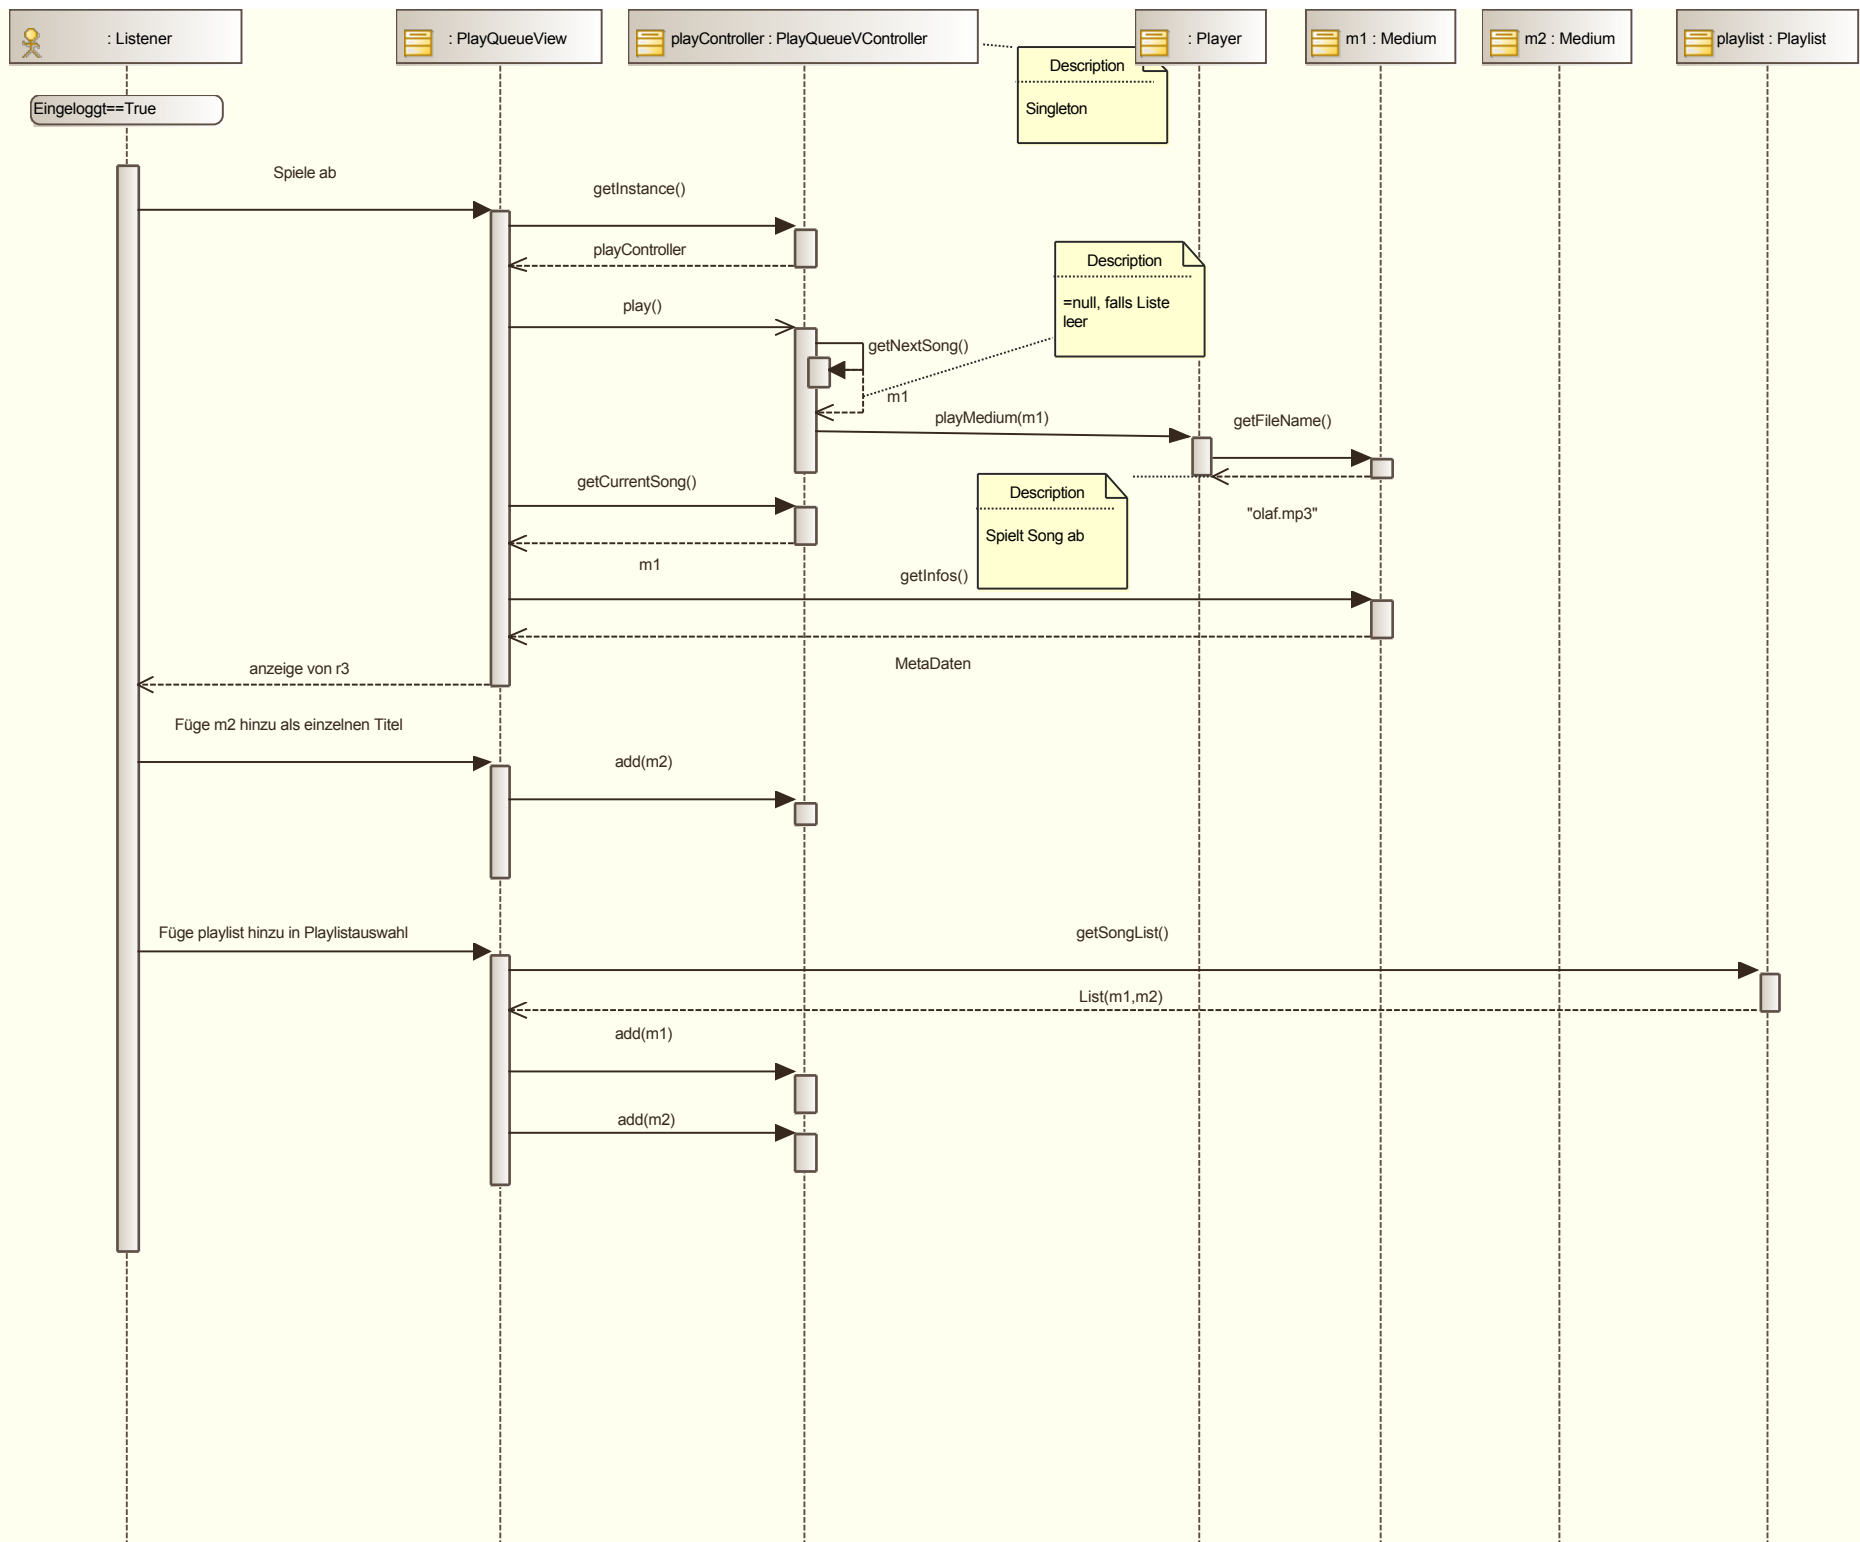 : Listener
: PlayQueueView
playController : PlayQueueVController
: Player
m1 : Medium
m2 : Medium
playlist : Playlist
Description
Singleton
Eingeloggt==True
Spiele ab
getInstance()
playController
Description
=null, falls Liste
leer
play()
getNextSong()
m1
playMedium(m1)
getFileName()
getCurrentSong()
Description
Spielt Song ab
"olaf.mp3"
m1
getInfos()
MetaDaten
anzeige von r3
Füge m2 hinzu als einzelnen Titel
add(m2)
Füge playlist hinzu in Playlistauswahl
getSongList()
List(m1,m2)
add(m1)
add(m2)